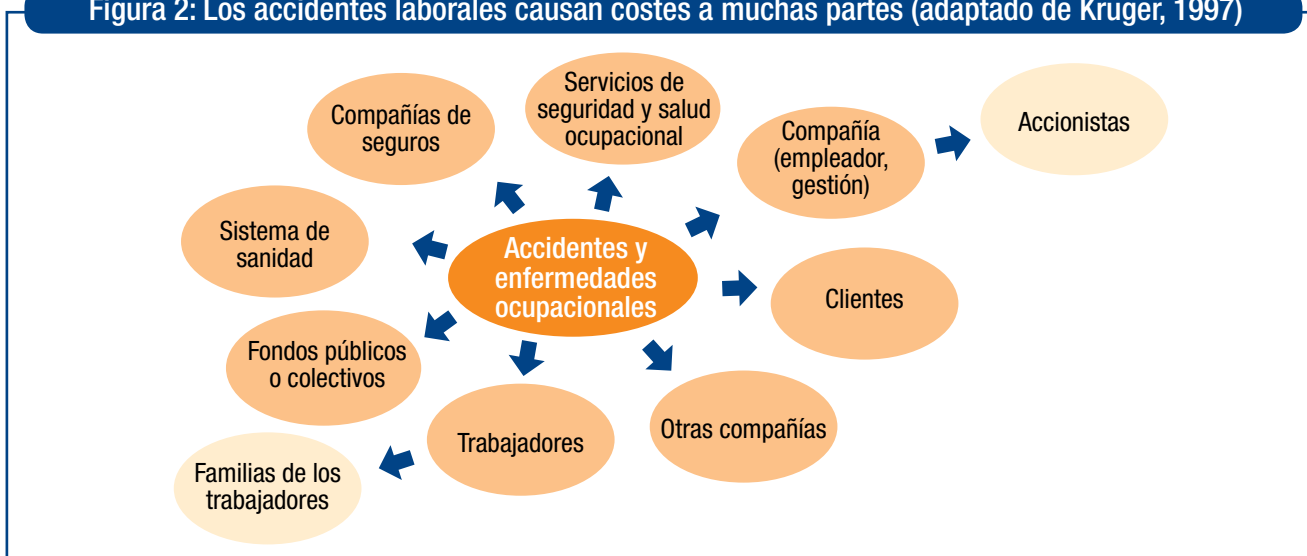 Figura 2: Los accidentes laborales causan costes a muchas partes (adaptado de Kruger, 1997)
Servicios de
seguridad y salud
ocupacional
Compañías de
seguros
Compañía
(empleador,
gestión)
Accionistas
Sistema de
sanidad
Accidentes y
enfermedades
ocupacionales
Clientes
Fondos públicos
o colectivos
Trabajadores
Otras compañías
Familias de los
trabajadores